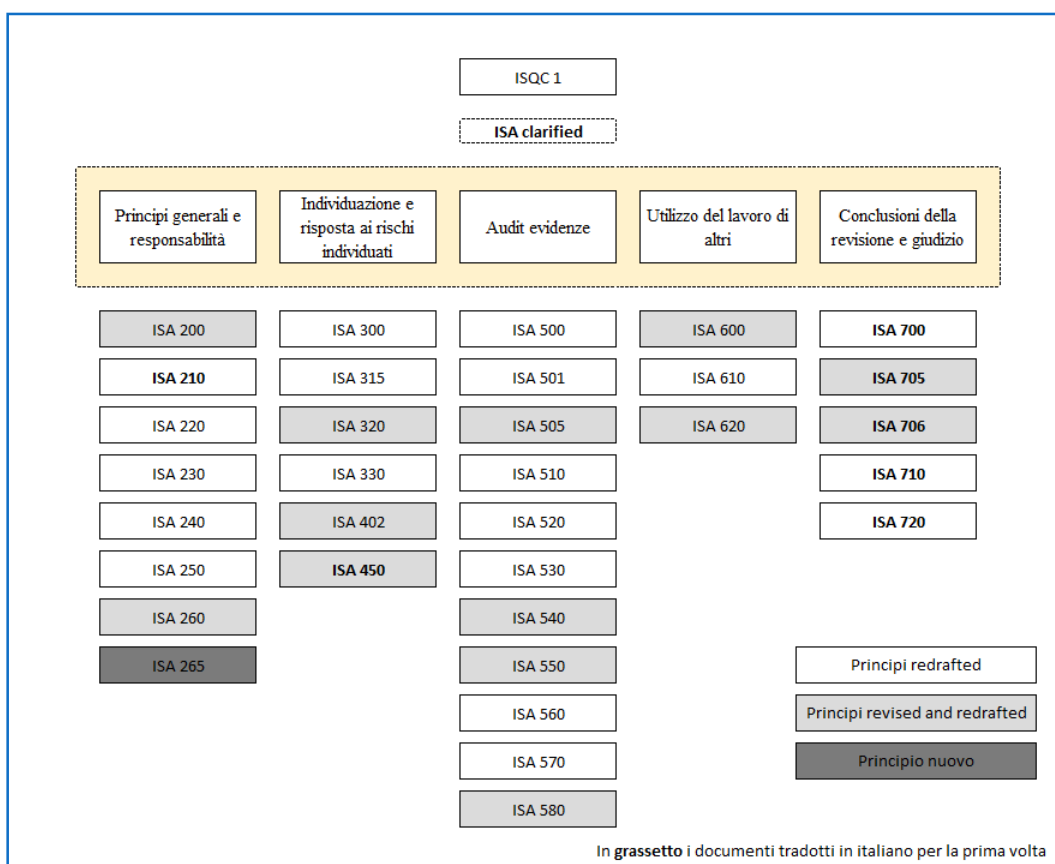 ISQC 1
ISA clarified
Principi generali e
responsabilità
Individuazione e
risposta ai rischi
individuati
Audit evidenze
Utilizzo del lavoro di
altri
Conclusioni della
revisione e giudizio
ISA 200
ISA 210
ISA 220
ISA 230
ISA 240
ISA 250
ISA 260
ISA 265
ISA 300
ISA 315
ISA 320
ISA 330
ISA 402
ISA 450
ISA 500
ISA 501
ISA 505
ISA 510
ISA 520
ISA 530
ISA 540
ISA 550
ISA 560
ISA 570
ISA 580
ISA 600
ISA 610
ISA 620
ISA 700
ISA 705
ISA 706
ISA 710
ISA 720
Principi redrafted
Principi revised and redrafted
Principio nuovo
In grassetto i documenti tradotti in italiano per la prima volta